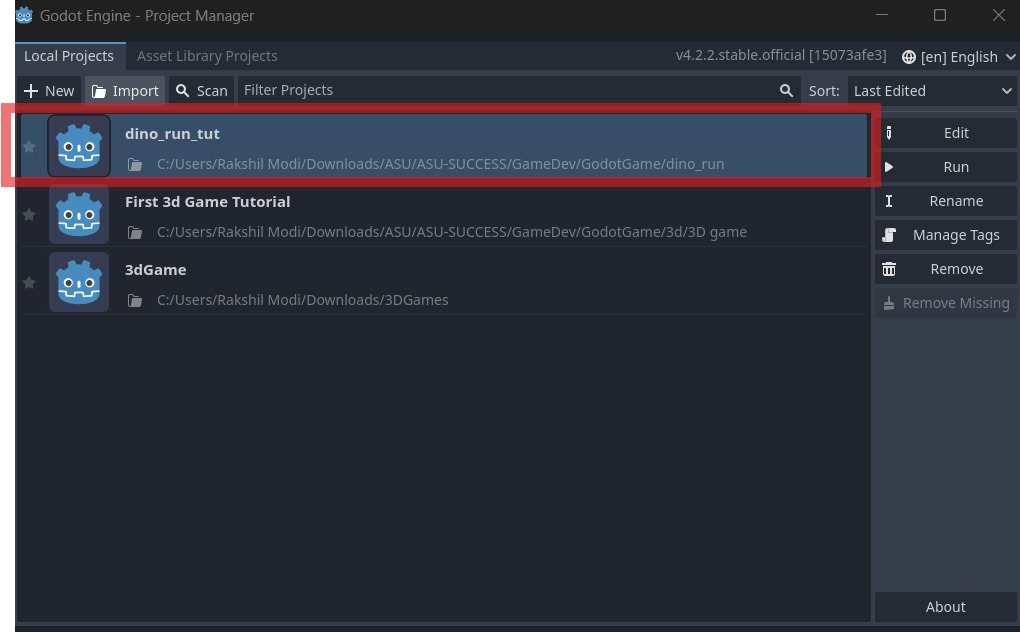 Godot Engine - Project Manager
Local Projects Asset Library Projects v4.2.2.stable.official [15073afe3] [en] English
New Import Scan Filter Projects Sort: Last Edited
dino_run_tut
C:/Users/Rakshil Modi/Downloads/ASU/ASU-SUCCESS/GameDev/GodotGame/dino_run
First 3d Game Tutorial
C:/Users/Rakshil Modi/Downloads/ASU/ASU-SUCCESS/GameDev/GodotGame/3d/3D game
3dGame
C:/Users/Rakshil Modi/Downloads/3DGames
Edit
Run
Rename
Manage Tags
Remove
Remove Missing
About